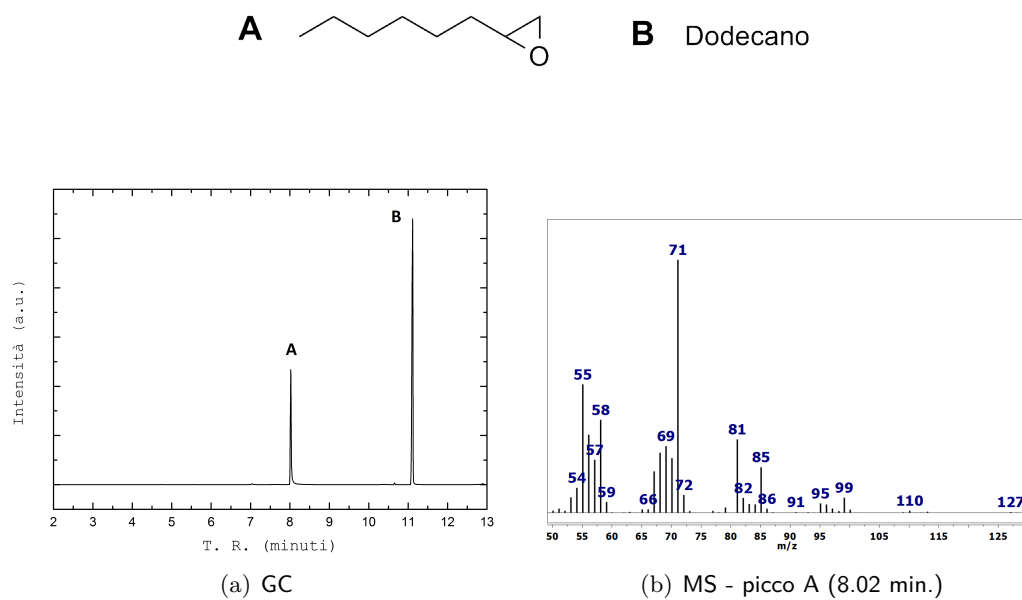 A
O
B Dodecano
Intensità (a.u.)
B
A
2 3 4 5 6 7 8 9 10 11 12 13
T. R. (minuti)
(a) GC
71
55
58
69
81
57
85
54
72
59
66
82
86
91
95
99
110
127
50 55 60 65 70 75 80 85 90 95 105 115 125
m/z
(b) MS - picco A (8.02 min.)